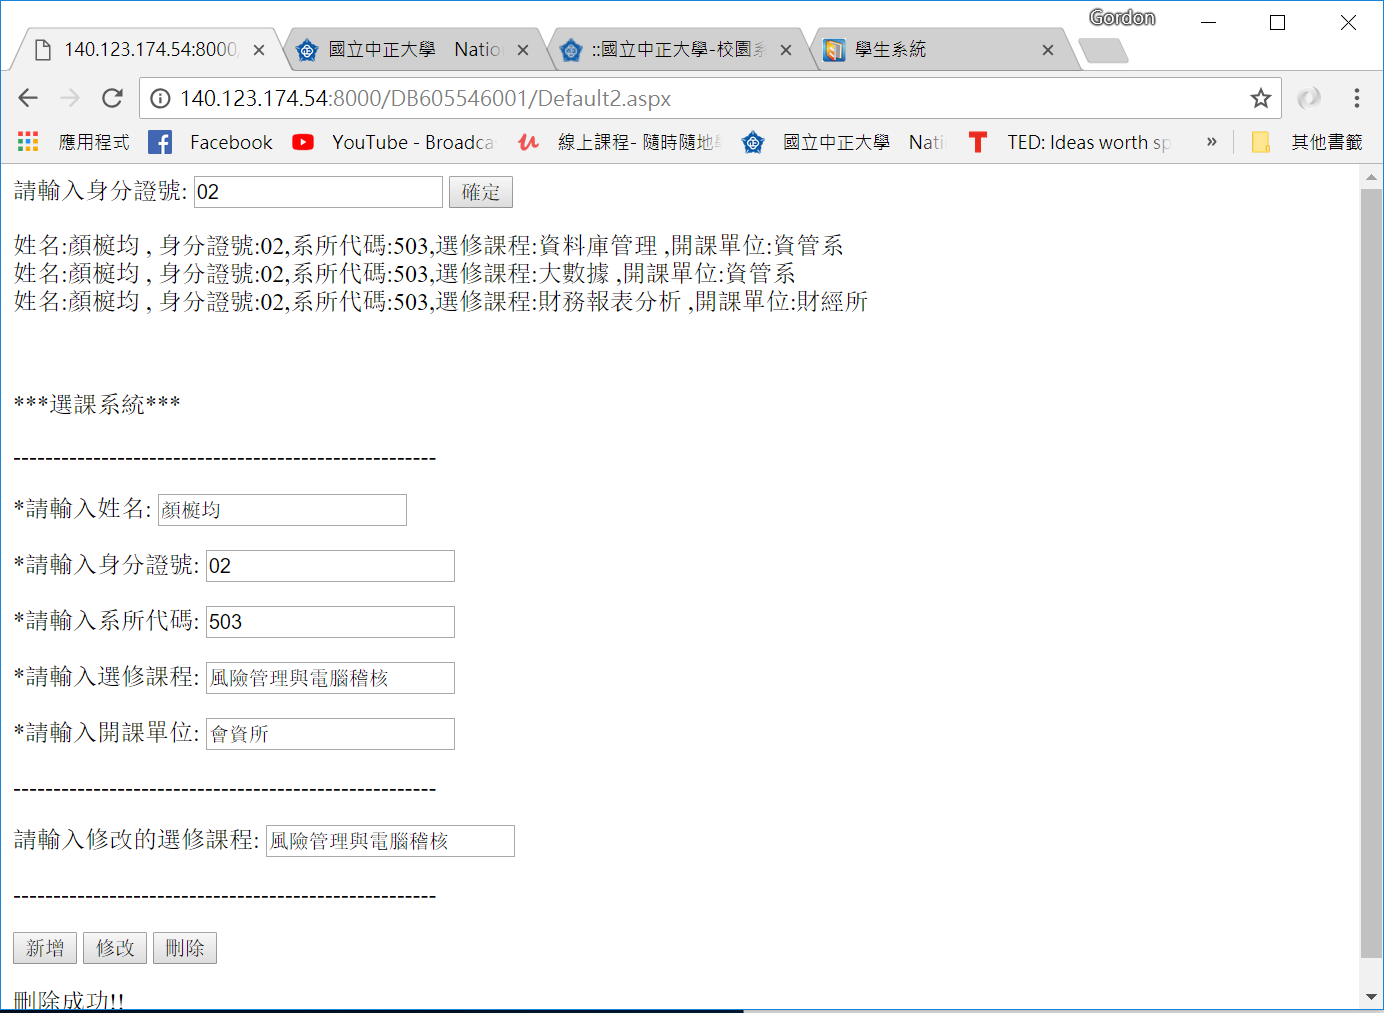 Gordon
140.123.174.54:8000, 國立中正大學 Natio ::國立中正大學-校園系 學生系統
140.123.174.54:8000/DB605546001/Default2.aspx
應用程式 Facebook YouTube - Broadca 線上課程- 隨時隨地 國立中正大學 Nati TED: Ideas worth sp » 其他書籤
請輸入身分證號: 02 確定
姓名:顏榳均 , 身分證號:02,系所代碼:503,選修課程:資料庫管理 ,開課單位:資管系
姓名:顏榳均 , 身分證號:02,系所代碼:503,選修課程:大數據 ,開課單位:資管系
姓名:顏榳均 , 身分證號:02,系所代碼:503,選修課程:財務報表分析 ,開課單位:財經所
***選課系統***
-----------------------------------------------------
*請輸入姓名: 顏榳均
*請輸入身分證號: 02
*請輸入系所代碼: 503
*請輸入選修課程: 風險管理與電腦稽核
*請輸入開課單位: 會資所
-----------------------------------------------------
請輸入修改的選修課程: 風險管理與電腦稽核
-----------------------------------------------------
新增 修改 刪除
刪除成功!!